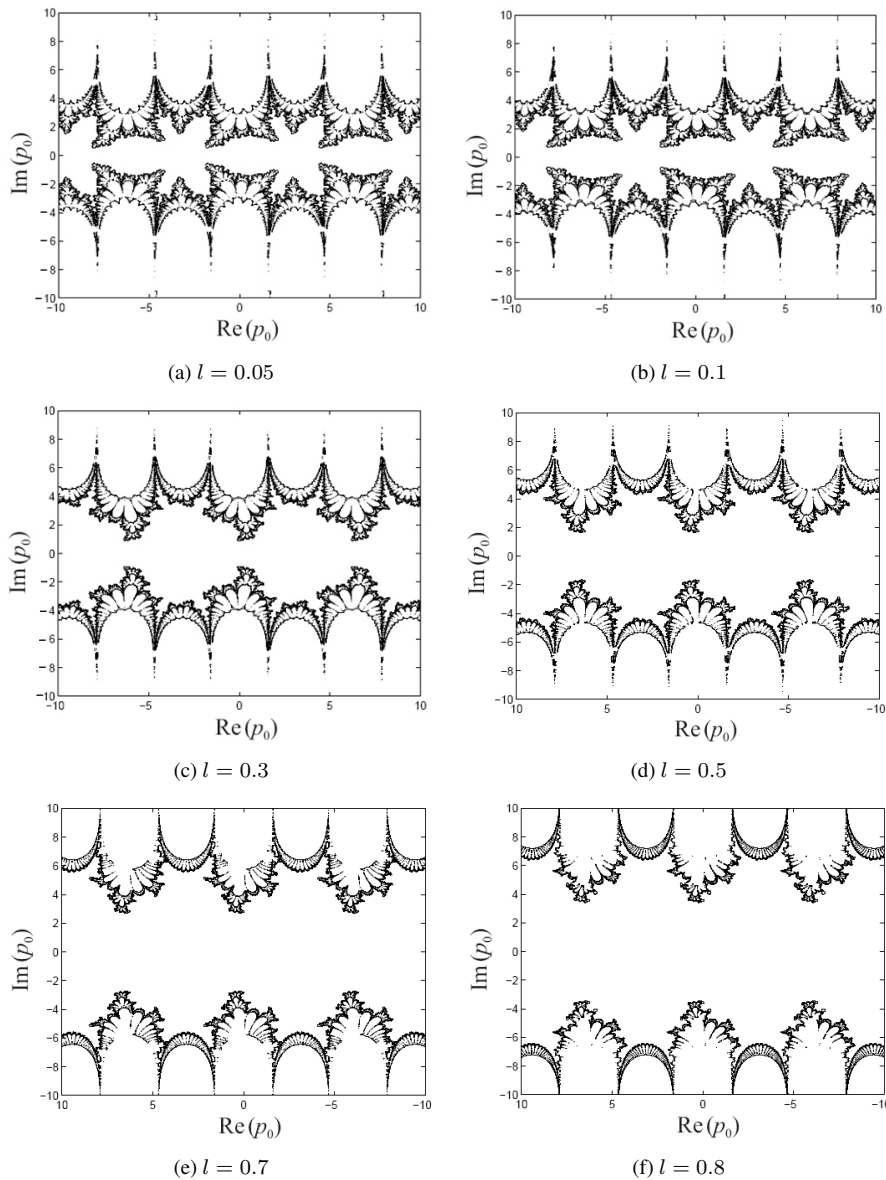 10
8
6
4
2
0
−2
−4
−6
−8
−10
Im(p₀)
−10 −5 0 5 10
Re(p₀)
(a) l = 0.05
10
8
6
4
2
0
−2
−4
−6
−8
−10
Im(p₀)
−10 −5 0 5 10
Re(p₀)
(b) l = 0.1
10
8
6
4
2
0
−2
−4
−6
−8
−10
Im(p₀)
−10 −5 0 5 10
Re(p₀)
(c) l = 0.3
10
8
6
4
2
0
−2
−4
−6
−8
−10
Im(p₀)
10 5 0 −5 −10
Re(p₀)
(d) l = 0.5
10
8
6
4
2
0
−2
−4
−6
−8
−10
Im(p₀)
10 5 0 −5 −10
Re(p₀)
(e) l = 0.7
10
8
6
4
2
0
−2
−4
−6
−8
−10
Im(p₀)
10 5 0 −5 −10
Re(p₀)
(f) l = 0.8